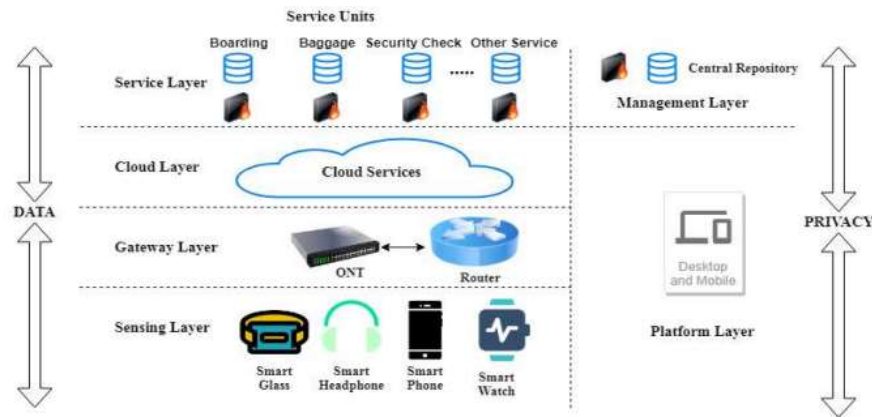 Service Units
Boarding
Baggage
Security Check
Other Service
Service Layer
Central Repository
Management Layer
Cloud Layer
Cloud Services
DATA
PRIVACY
Gateway Layer
ONT
Router
Desktop
and Mobile
Sensing Layer
Platform Layer
Smart
Glass
Smart
Headphone
Smart
Phone
Smart
Watch